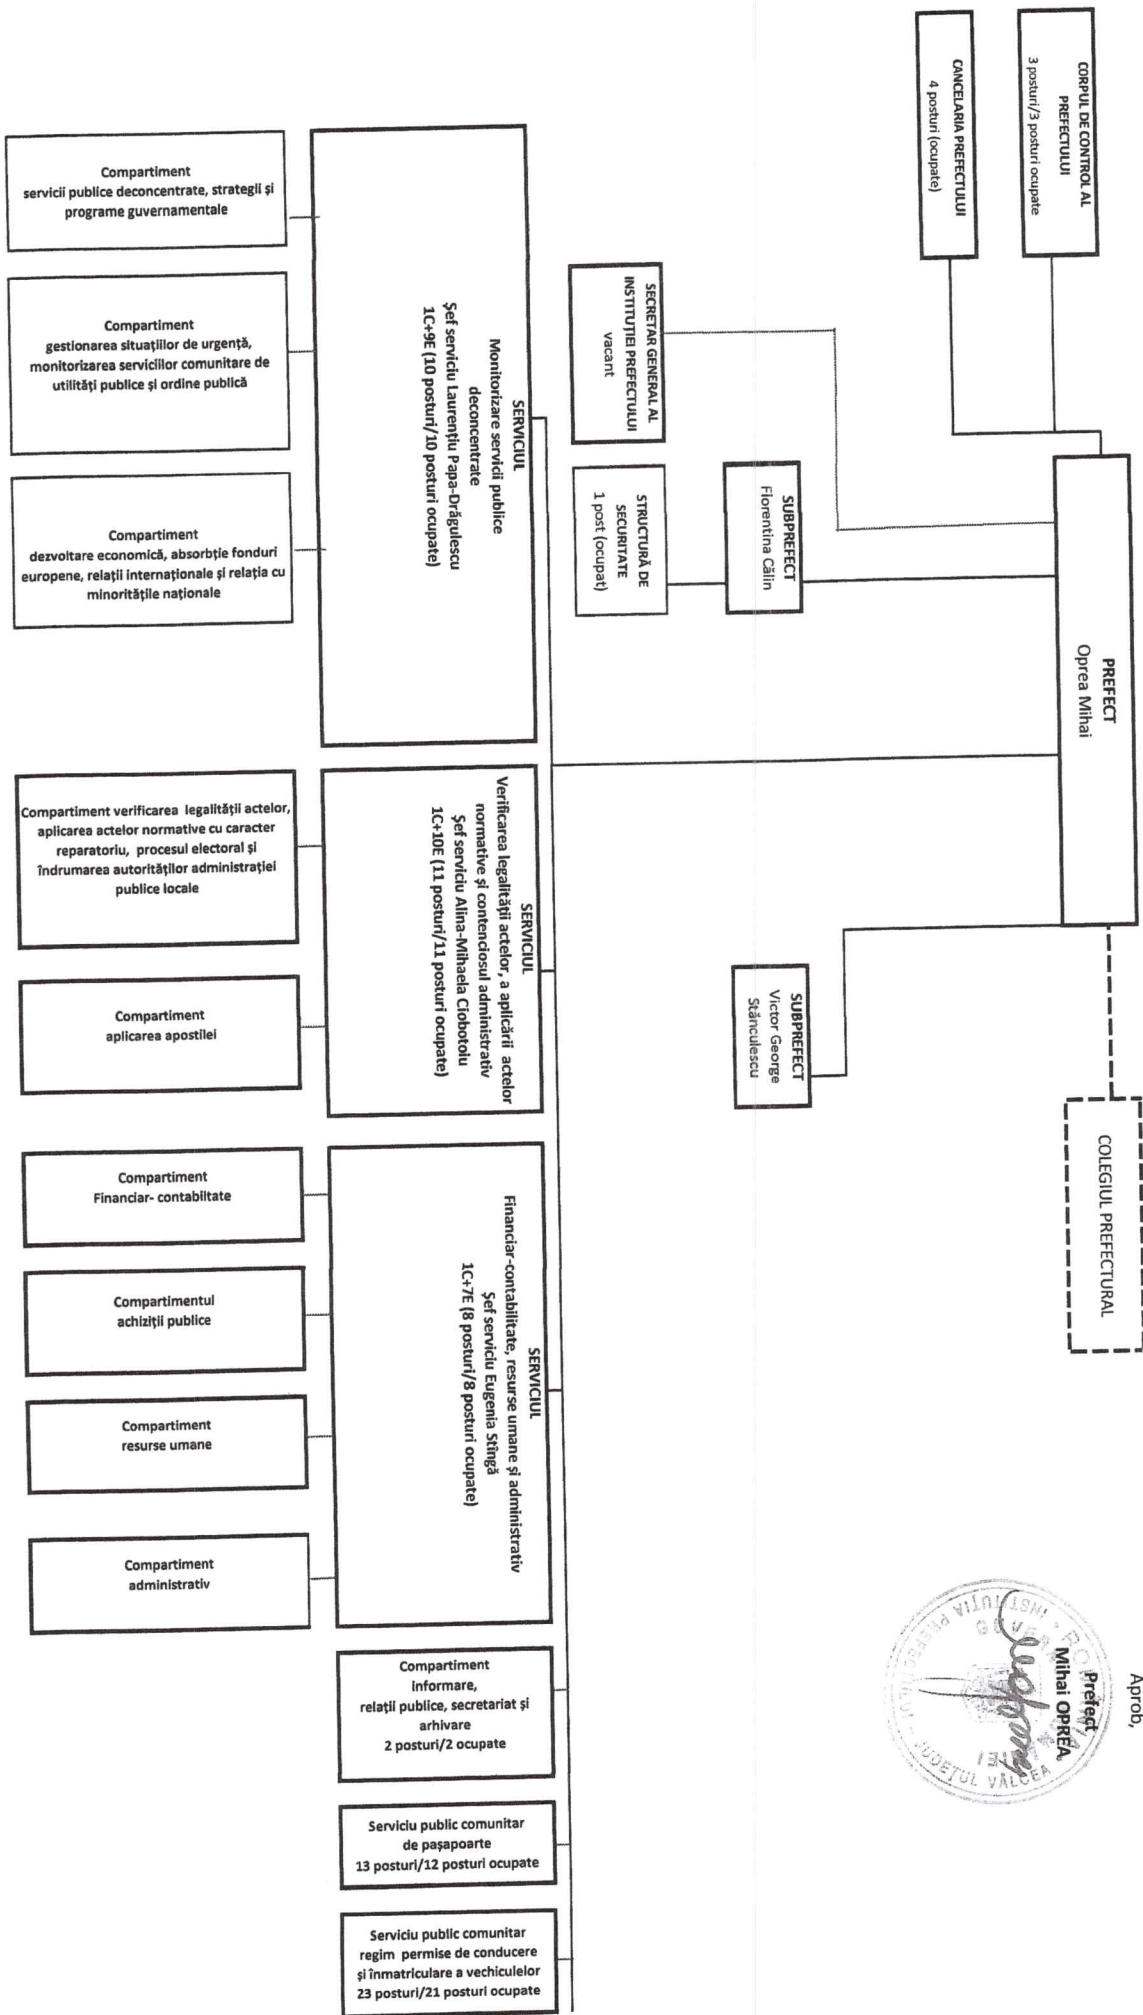 Aprob,
Prefect
Mihai OPREA
ROMÂNIA
INSTITUȚIA PREFECTULUI - JUDEȚUL VÂLCEA
CORPUL DE CONTROL AL
PREFECTULUI
3 posturi/3 posturi ocupate
CANCELARIA PREFECTULUI
4 posturi (ocupate)
PREFECT
Oprea Mihai
COLEGIUL PREFECTURAL
SECRETAR GENERAL AL
INSTITUȚIEI PREFECTULUI
vacant
SUBPREFECT
Florentina Călin
STRUCTURĂ DE
SECURITATE
1 post (ocupat)
SUBPREFECT
Victor George
Stănculescu
SERVICIUL
Monitorizare servicii publice
deconcentrate
Șef serviciu Laurențiu Papa-Drăgulescu
1C+9E (10 posturi/10 posturi ocupate)
Compartiment
servicii publice deconcentrate, strategii și
programe guvernamentale
Compartiment
gestionarea situațiilor de urgență,
monitorizarea serviciilor comunitare de
utilități publice și ordine publică
Compartiment
dezvoltare economică, absorbție fonduri
europene, relații internaționale și relația cu
minoritățile naționale
SERVICIUL
Verificarea legalității actelor, a aplicării actelor
normative și contenciosul administrativ
Șef serviciu Alina-Mihaela Ciobotoiu
1C+10E (11 posturi/11 posturi ocupate)
Compartiment verificarea legalității actelor,
aplicarea actelor normative cu caracter
reparatoriu, procesul electoral și
îndrumarea autorităților administrației
publice locale
Compartiment
aplicarea apostilei
SERVICIUL
Financiar-contabilitate, resurse umane și administrativ
Șef serviciu Eugenia Stîngă
1C+7E (8 posturi/8 posturi ocupate)
Compartiment
Financiar- contabiltate
Compartimentul
achiziții publice
Compartiment
resurse umane
Compartiment
administrativ
Compartiment
informare,
relații publice, secretariat și
arhivare
2 posturi/2 ocupate
Serviciu public comunitar
de pașapoarte
13 posturi/12 posturi ocupate
Serviciu public comunitar
regim permise de conducere
și înmatriculare a vechiculelor
23 posturi/21 posturi ocupate